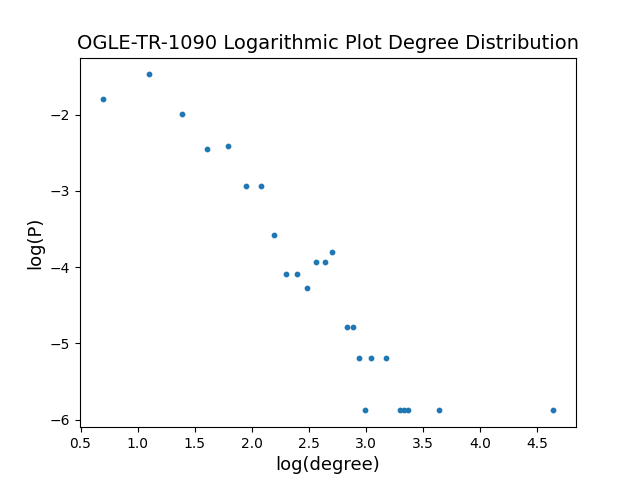 OGLE-TR-1090 Logarithmic Plot Degree Distribution
log(P)
−2
−3
−4
−5
−6
0.5 1.0 1.5 2.0 2.5 3.0 3.5 4.0 4.5
log(degree)